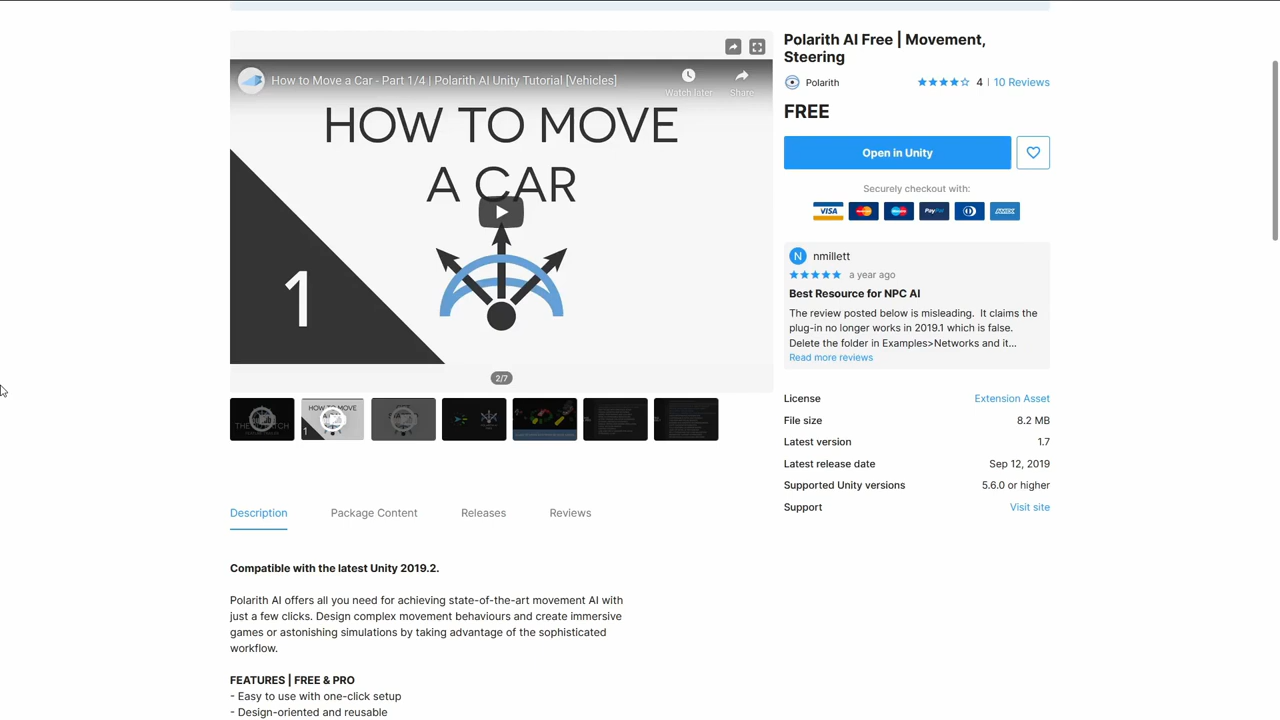 How to Move a Car - Part 1/4 | Polarith AI Unity Tutorial [Vehicles]
Watch later
Share
HOW TO MOVE
A CAR
1
2/7
HOW TO MOVE
1
Description
Package Content
Releases
Reviews
Compatible with the latest Unity 2019.2.
Polarith AI offers all you need for achieving state-of-the-art movement AI with
just a few clicks. Design complex movement behaviours and create immersive
games or astonishing simulations by taking advantage of the sophisticated
workflow.
FEATURES | FREE & PRO
- Easy to use with one-click setup
- Design-oriented and reusable
Polarith AI Free | Movement,
Steering
Polarith
4 | 10 Reviews
FREE
Open in Unity
Securely checkout with:
VISA
PayPal
N nmillett
a year ago
Best Resource for NPC AI
The review posted below is misleading. It claims the
plug-in no longer works in 2019.1 which is false.
Delete the folder in Examples>Networks and it...
Read more reviews
License Extension Asset
File size 8.2 MB
Latest version 1.7
Latest release date Sep 12, 2019
Supported Unity versions 5.6.0 or higher
Support Visit site